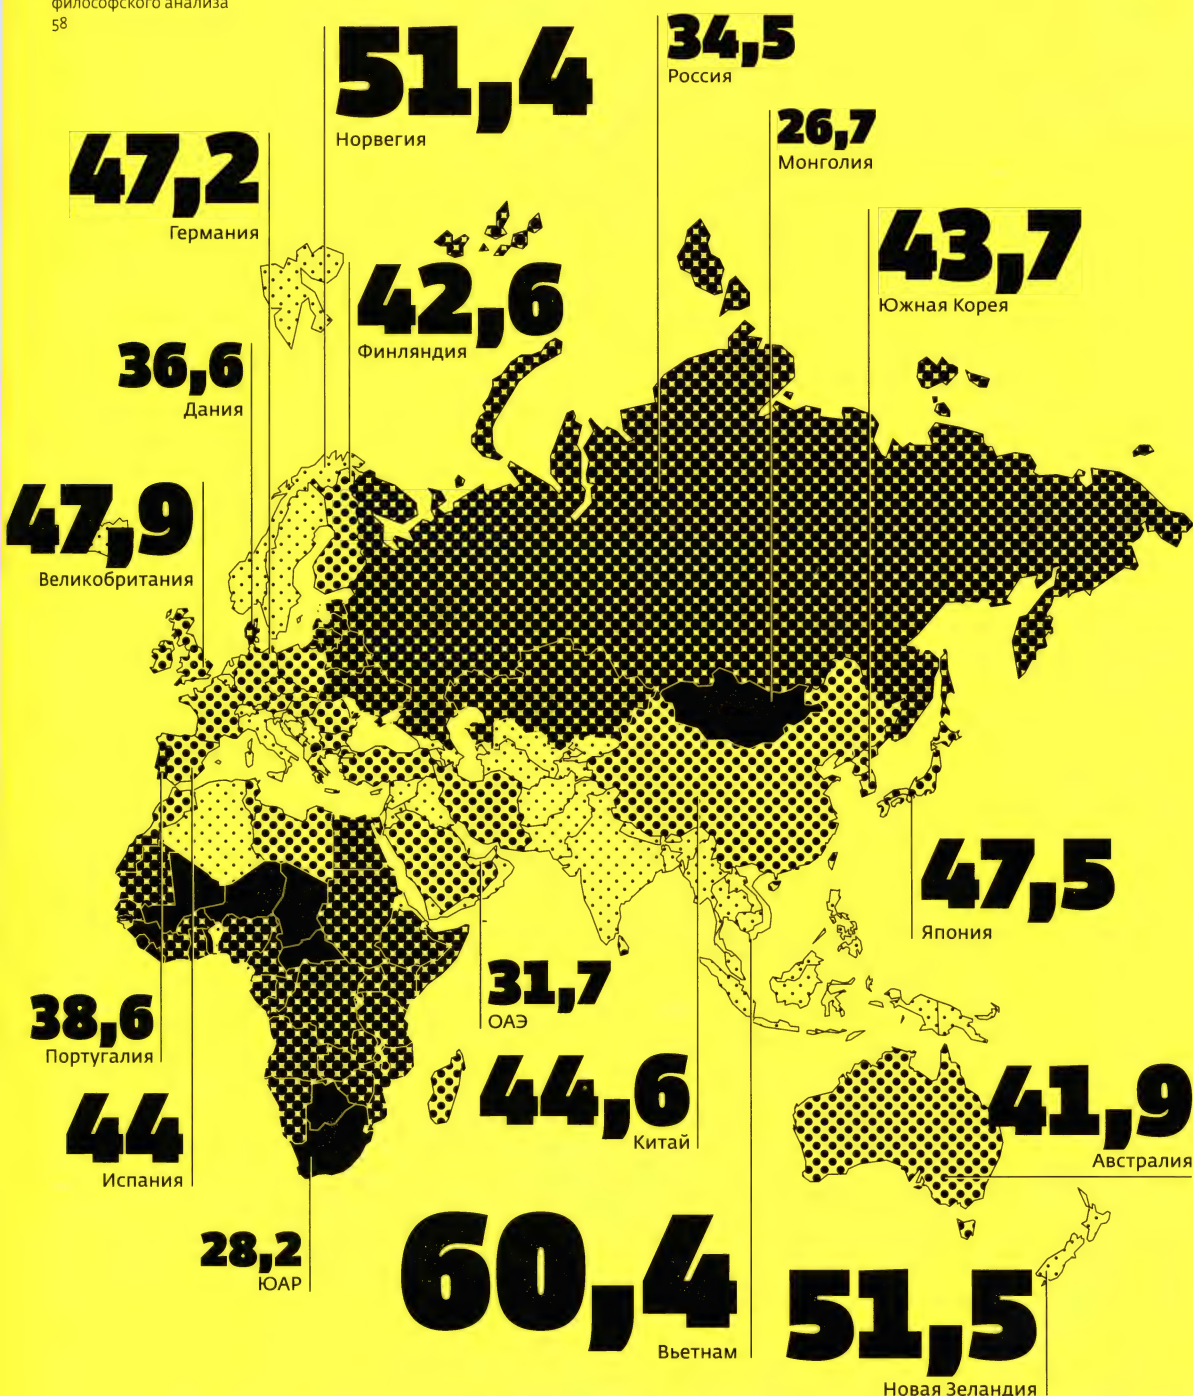 философского анализа
58
51,4
Норвегия
34,5
Россия
26,7
Монголия
47,2
Германия
43,7
Южная Корея
42,6
Финляндия
36,6
Дания
47,9
Великобритания
47,5
Япония
31,7
ОАЭ
38,6
Португалия
44,6
Китай
41,9
Австралия
44
Испания
28,2
ЮАР
60,4
Вьетнам
51,5
Новая Зеландия